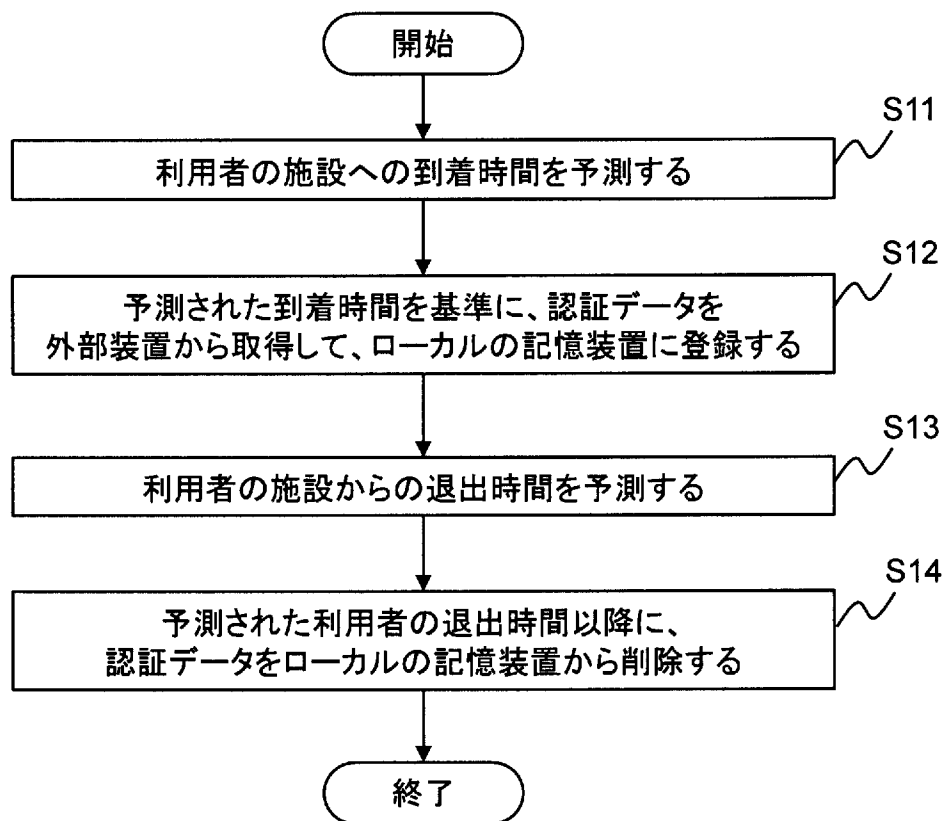 開始
S11
利用者の施設への到着時間を予測する
S12
予測された到着時間を基準に、認証データを
外部装置から取得して、ローカルの記憶装置に登録する
S13
利用者の施設からの退出時間を予測する
S14
予測された利用者の退出時間以降に、
認証データをローカルの記憶装置から削除する
終了